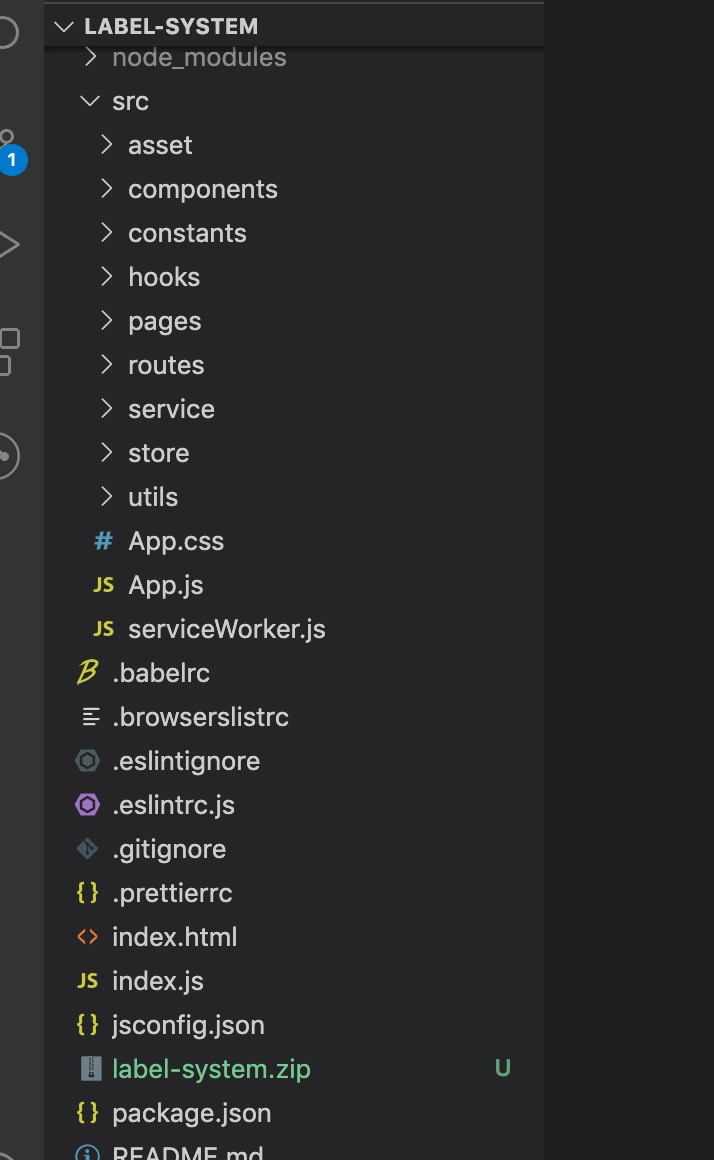 LABEL-SYSTEM
node_modules
src
asset
1
components
constants
hooks
pages
routes
service
store
utils
# App.css
JS App.js
JS serviceWorker.js
B .babelrc
.browserslistrc
.eslintignore
.eslintrc.js
.gitignore
{} .prettierrc
<> index.html
JS index.js
{} jsconfig.json
label-system.zip U
{} package.json
README.md